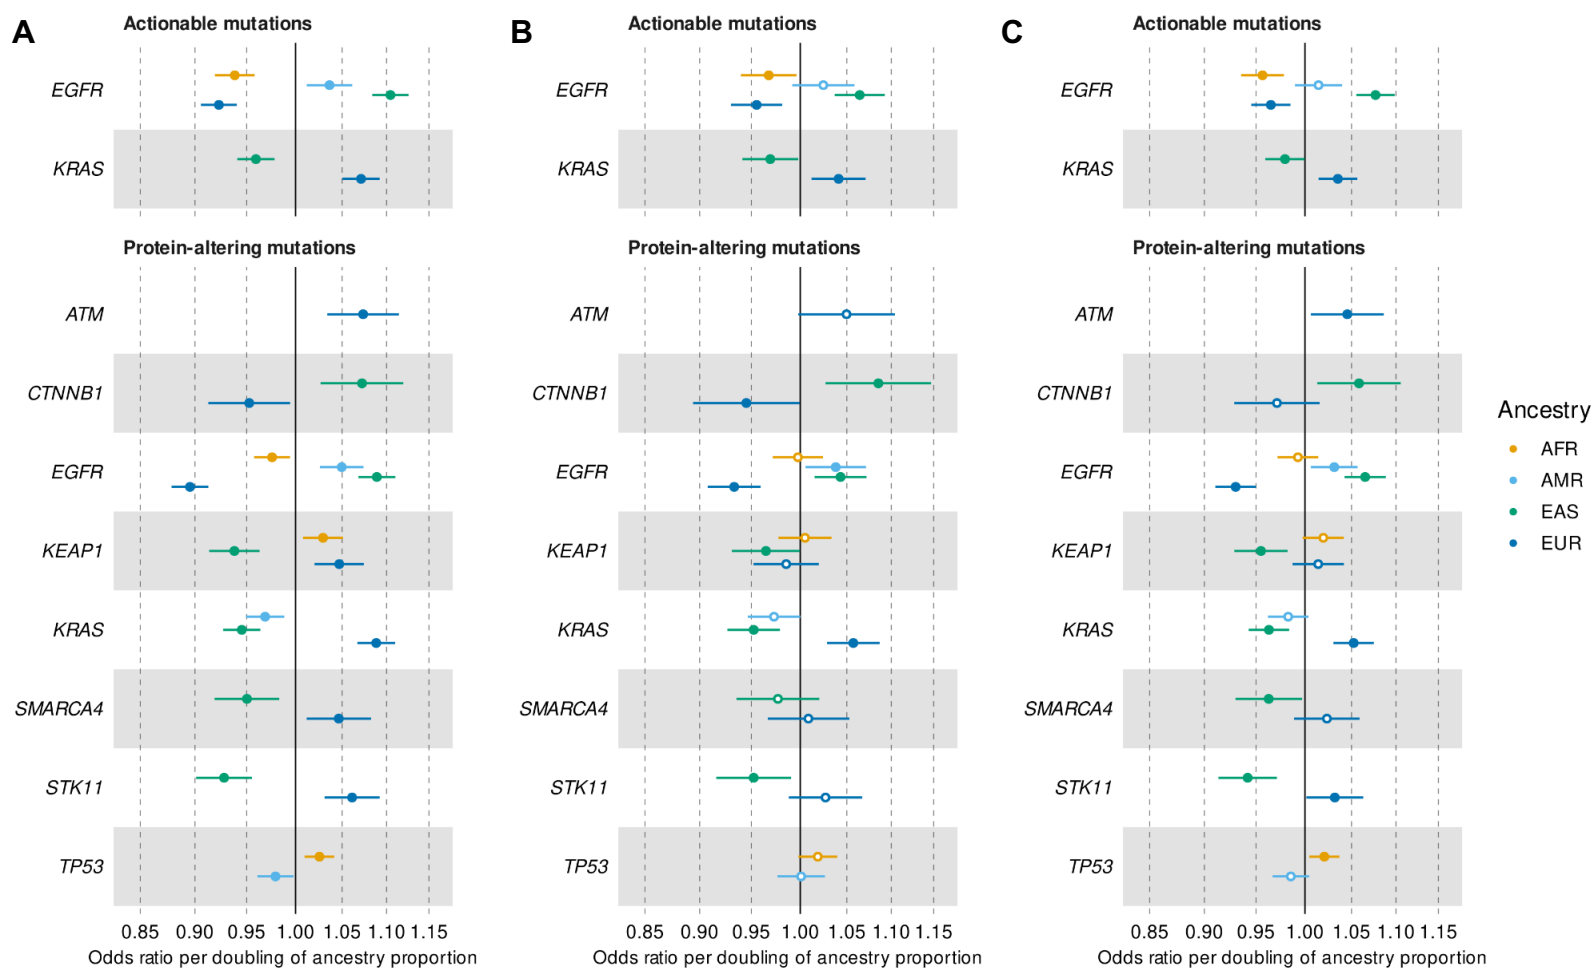 A
Actionable mutations
EGFR
KRAS
Protein-altering mutations
ATM
CTNNB1
EGFR
KEAP1
KRAS
SMARCA4
STK11
TP53
0.85 0.90 0.95 1.00 1.05 1.10 1.15
Odds ratio per doubling of ancestry proportion
B
Actionable mutations
EGFR
KRAS
Protein-altering mutations
ATM
CTNNB1
EGFR
KEAP1
KRAS
SMARCA4
STK11
TP53
0.85 0.90 0.95 1.00 1.05 1.10 1.15
Odds ratio per doubling of ancestry proportion
C
Actionable mutations
EGFR
KRAS
Protein-altering mutations
ATM
CTNNB1
EGFR
KEAP1
KRAS
SMARCA4
STK11
TP53
0.85 0.90 0.95 1.00 1.05 1.10 1.15
Odds ratio per doubling of ancestry proportion
Ancestry
AFR
AMR
EAS
EUR